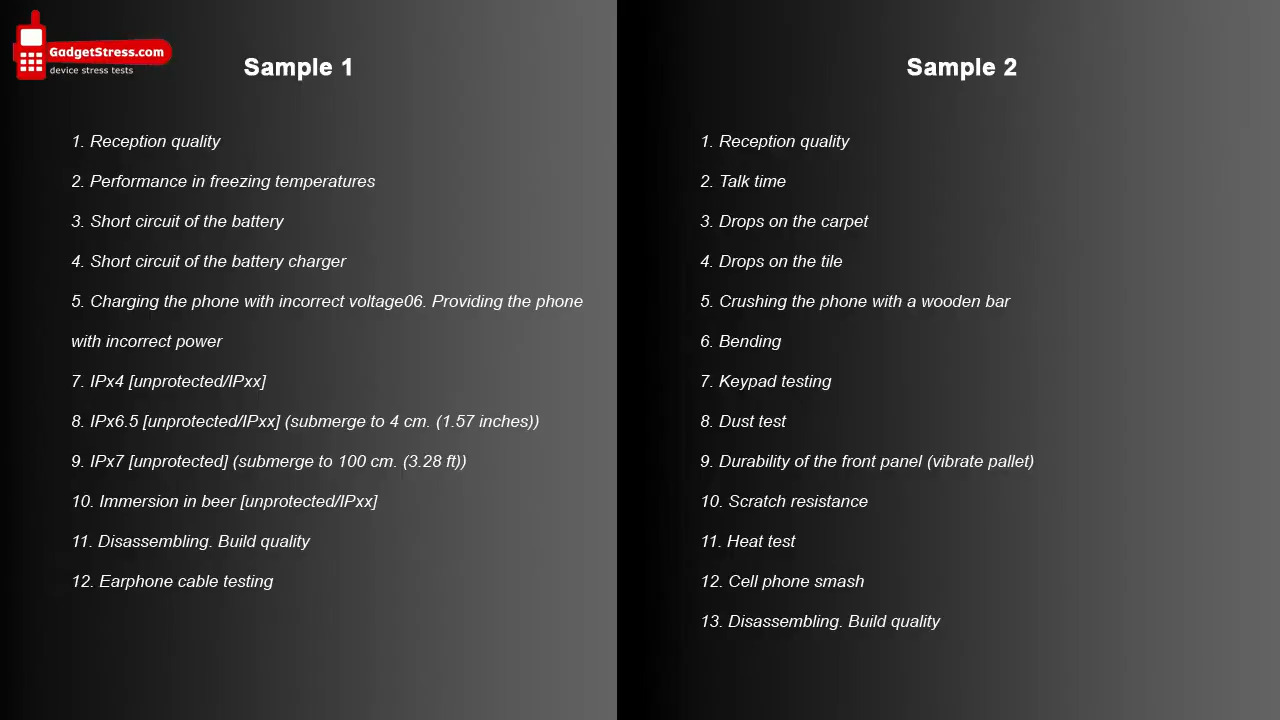 GadgetStress.com
device stress tests
Sample 1
1. Reception quality
2. Performance in freezing temperatures
3. Short circuit of the battery
4. Short circuit of the battery charger
5. Charging the phone with incorrect voltage06. Providing the phone
with incorrect power
7. IPx4 [unprotected/IPxx]
8. IPx6.5 [unprotected/IPxx] (submerge to 4 cm. (1.57 inches))
9. IPx7 [unprotected] (submerge to 100 cm. (3.28 ft))
10. Immersion in beer [unprotected/IPxx]
11. Disassembling. Build quality
12. Earphone cable testing
Sample 2
1. Reception quality
2. Talk time
3. Drops on the carpet
4. Drops on the tile
5. Crushing the phone with a wooden bar
6. Bending
7. Keypad testing
8. Dust test
9. Durability of the front panel (vibrate pallet)
10. Scratch resistance
11. Heat test
12. Cell phone smash
13. Disassembling. Build quality